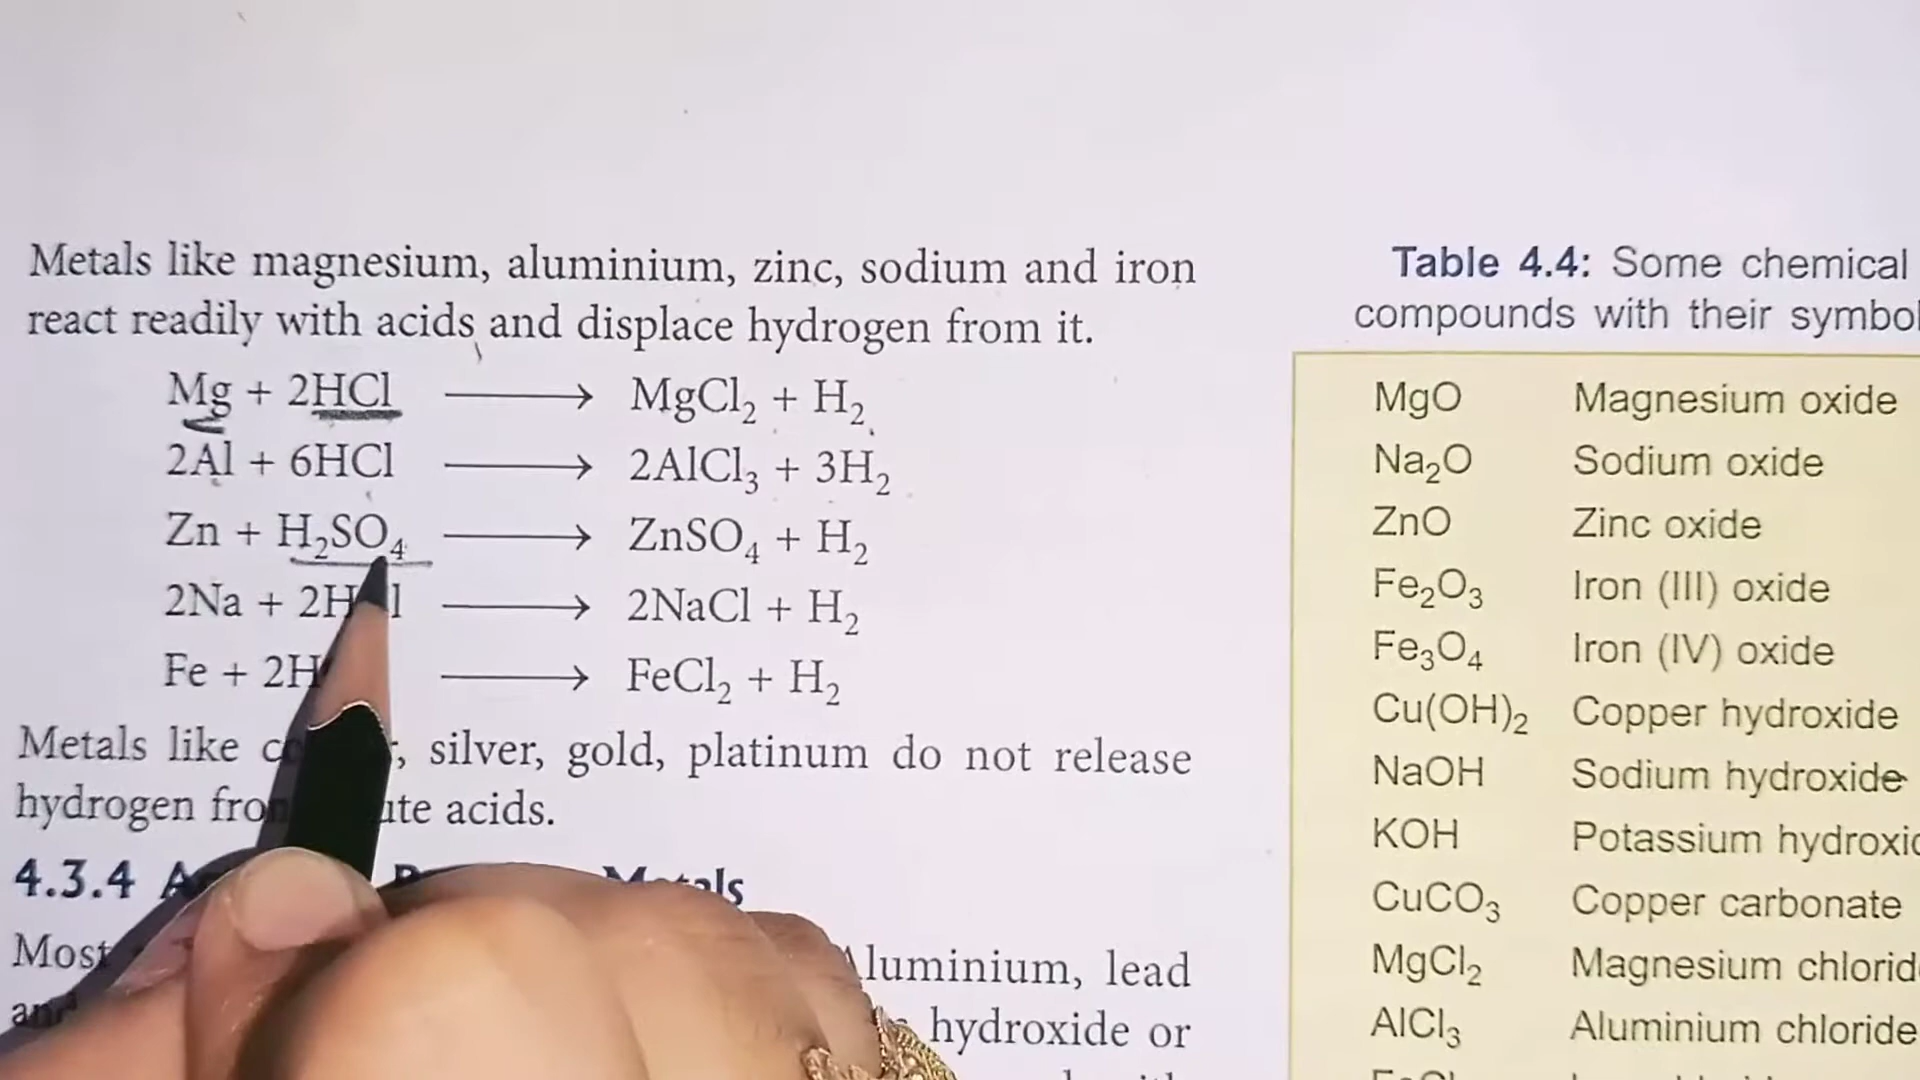 Metals like magnesium, aluminium, zinc, sodium and iron
react readily with acids and displace hydrogen from it.
Mg + 2HCl ⟶ MgCl₂ + H₂
2Al + 6HCl ⟶ 2AlCl₃ + 3H₂
Zn + H₂SO₄ ⟶ ZnSO₄ + H₂
2Na + 2H l ⟶ 2NaCl + H₂
Fe + 2H ⟶ FeCl₂ + H₂
Metals like silver, gold, platinum do not release
hydrogen acids.
4.3.4
Most Aluminium, lead
hydroxide or
Table 4.4: Some chemical
compounds with their symbol
MgO Magnesium oxide
Na₂O Sodium oxide
ZnO Zinc oxide
Fe₂O₃ Iron (III) oxide
Fe₃O₄ Iron (IV) oxide
Cu(OH)₂ Copper hydroxide
NaOH Sodium hydroxide
KOH Potassium hydroxi
CuCO₃ Copper carbonate
MgCl₂ Magnesium chlorid
AlCl₃ Aluminium chloride